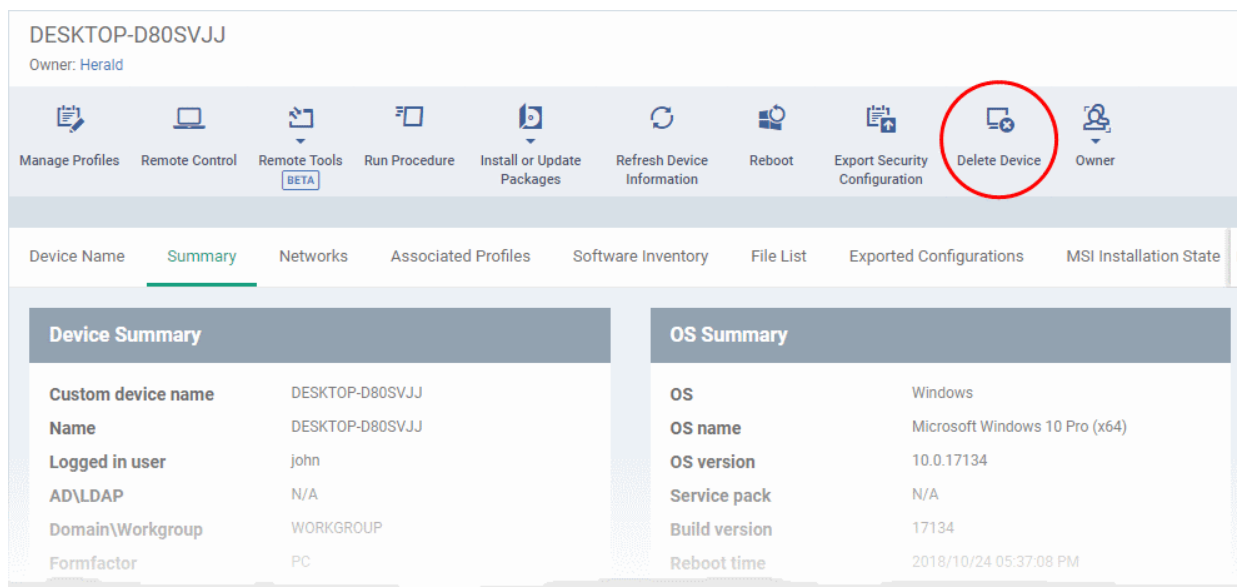 DESKTOP-D80SVJJ
Owner: Herald
Manage Profiles Remote Control Remote Tools Run Procedure Install or Update Refresh Device Reboot Export Security Delete Device Owner
BETA Packages Information Configuration
Device Name Summary Networks Associated Profiles Software Inventory File List Exported Configurations MSI Installation State
Device Summary OS Summary
Custom device name DESKTOP-D80SVJJ OS Windows
Name DESKTOP-D80SVJJ OS name Microsoft Windows 10 Pro (x64)
Logged in user john OS version 10.0.17134
AD\LDAP N/A Service pack N/A
Domain\Workgroup WORKGROUP Build version 17134
Formfactor PC Reboot time 2018/10/24 05:37:08 PM